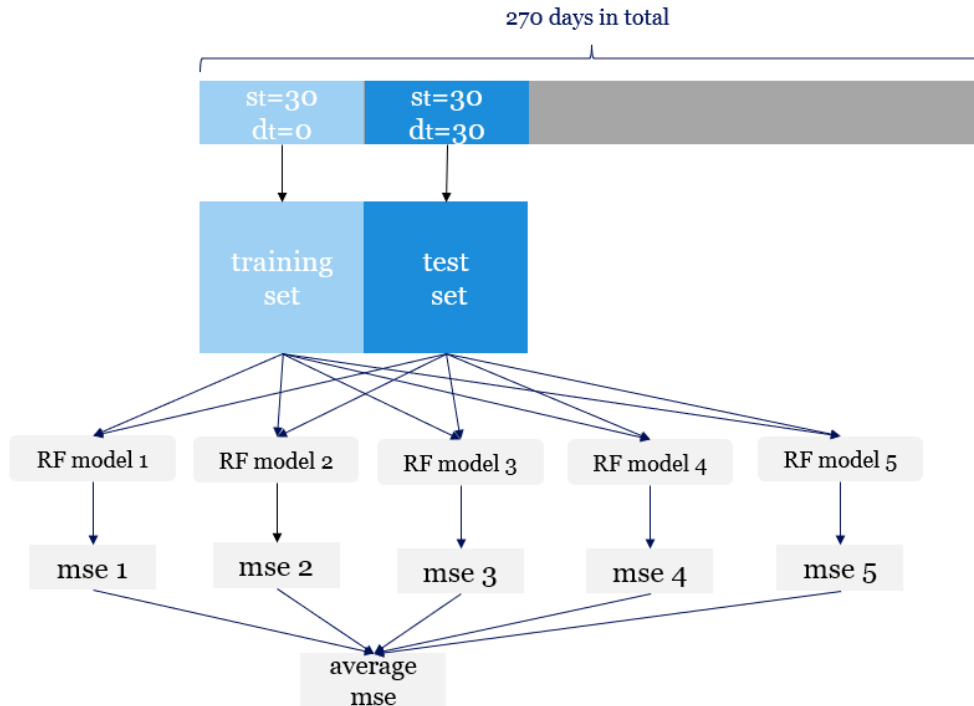 270 days in total
st=30
dt=0
st=30
dt=30
training
set
test
set
RF model 1
RF model 2
RF model 3
RF model 4
RF model 5
mse 1
mse 2
mse 3
mse 4
mse 5
average
mse